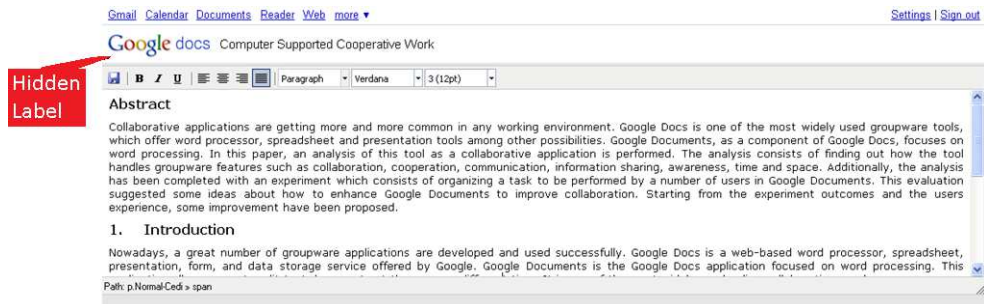 Gmail Calendar Documents Reader Web more ▼ Settings | Sign out
Google docs Computer Supported Cooperative Work
Hidden
Label
B I U Paragraph Verdana 3 (12pt)
Abstract
Collaborative applications are getting more and more common in any working environment. Google Docs is one of the most widely used groupware tools,
which offer word processor, spreadsheet and presentation tools among other possibilities. Google Documents, as a component of Google Docs, focuses on
word processing. In this paper, an analysis of this tool as a collaborative application is performed. The analysis consists of finding out how the tool
handles groupware features such as collaboration, cooperation, communication, information sharing, awareness, time and space. Additionally, the analysis
has been completed with an experiment which consists of organizing a task to be performed by a number of users in Google Documents. This evaluation
suggested some ideas about how to enhance Google Documents to improve collaboration. Starting from the experiment outcomes and the users
experience, some improvement have been proposed.
1. Introduction
Nowadays, a great number of groupware applications are developed and used successfully. Google Docs is a web-based word processor, spreadsheet,
presentation, form, and data storage service offered by Google. Google Documents is the Google Docs application focused on word processing. This
Path: p.Normal-Cedi » span